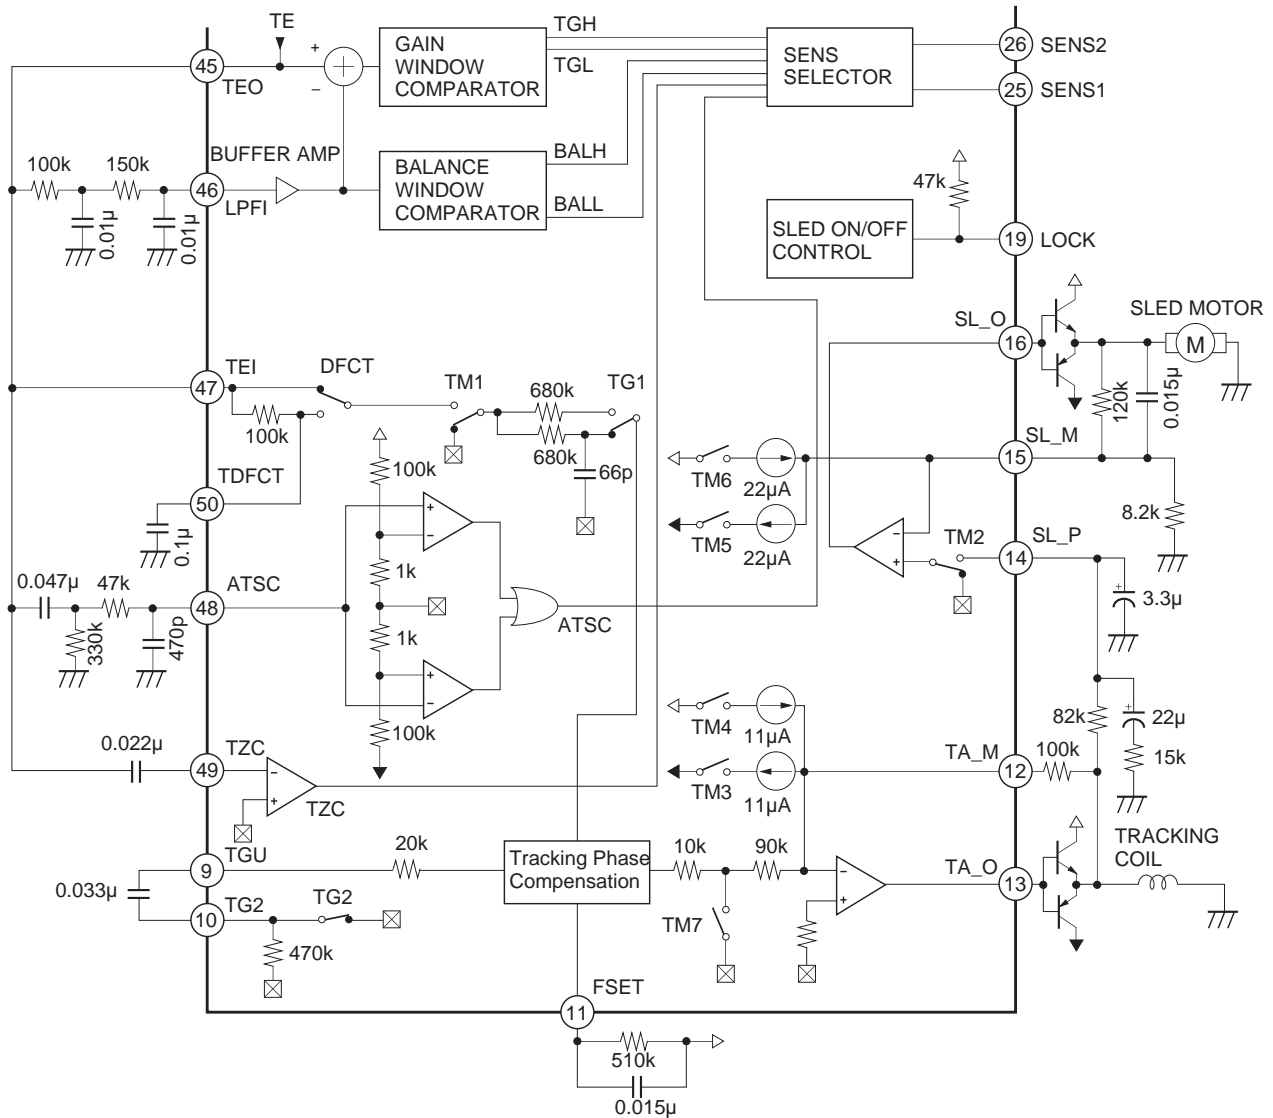 TE
TGH
TGL
+
−
GAIN
WINDOW
COMPARATOR
SENS
SELECTOR
26
SENS2
25
SENS1
45
TEO
100k
150k
BUFFER AMP
46
LPFI
0.01µ
0.01µ
BALANCE
WINDOW
COMPARATOR
BALH
BALL
47k
SLED ON/OFF
CONTROL
19
LOCK
SL_O
16
SLED MOTOR
M
120k
0.015µ
TEI
47
DFCT
100k
TM1
680k
680k
TG1
66p
TDFCT
50
0.1µ
100k
+
−
1k
1k
+
−
100k
ATSC
TM6
22µA
TM5
22µA
SL_M
15
8.2k
−
+
TM2
SL_P
14
3.3µ
+
0.047µ
47k
ATSC
48
330k
470p
TM4
11µA
TM3
11µA
82k
+
22µ
15k
TA_M
12
100k
0.022µ
TZC
49
−
+
TZC
TGU
9
20k
0.033µ
10
TG2
TG2
470k
Tracking Phase
Compensation
10k
90k
TM7
−
+
TA_O
13
TRACKING
COIL
FSET
11
510k
0.015µ